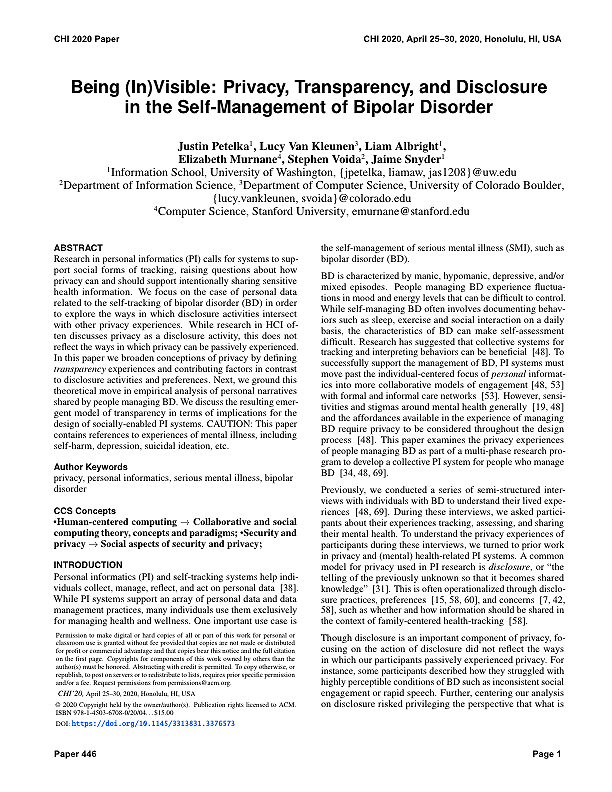 CHI 2020 Paper
CHI 2020, April 25–30, 2020, Honolulu, HI, USA
Being (In)Visible: Privacy, Transparency, and Disclosure
in the Self-Management of Bipolar Disorder
Justin Petelka¹, Lucy Van Kleunen³, Liam Albright¹,
Elizabeth Murnane⁴, Stephen Voida², Jaime Snyder¹
¹Information School, University of Washington, {jpetelka, liamaw, jas1208}@uw.edu
²Department of Information Science, ³Department of Computer Science, University of Colorado Boulder,
{lucy.vankleunen, svoida}@colorado.edu
⁴Computer Science, Stanford University, emurnane@stanford.edu
ABSTRACT
Research in personal informatics (PI) calls for systems to sup-
port social forms of tracking, raising questions about how
privacy can and should support intentionally sharing sensitive
health information. We focus on the case of personal data
related to the self-tracking of bipolar disorder (BD) in order
to explore the ways in which disclosure activities intersect
with other privacy experiences. While research in HCI of-
ten discusses privacy as a disclosure activity, this does not
reflect the ways in which privacy can be passively experienced.
In this paper we broaden conceptions of privacy by defining
transparency experiences and contributing factors in contrast
to disclosure activities and preferences. Next, we ground this
theoretical move in empirical analysis of personal narratives
shared by people managing BD. We discuss the resulting emer-
gent model of transparency in terms of implications for the
design of socially-enabled PI systems. CAUTION: This paper
contains references to experiences of mental illness, including
self-harm, depression, suicidal ideation, etc.
Author Keywords
privacy, personal informatics, serious mental illness, bipolar
disorder
CCS Concepts
•Human-centered computing → Collaborative and social
computing theory, concepts and paradigms; •Security and
privacy → Social aspects of security and privacy;
INTRODUCTION
Personal informatics (PI) and self-tracking systems help indi-
viduals collect, manage, reflect, and act on personal data [38].
While PI systems support an array of personal data and data
management practices, many individuals use them exclusively
for managing health and wellness. One important use case is
Permission to make digital or hard copies of all or part of this work for personal or
classroom use is granted without fee provided that copies are not made or distributed
for profit or commercial advantage and that copies bear this notice and the full citation
on the first page. Copyrights for components of this work owned by others than the
author(s) must be honored. Abstracting with credit is permitted. To copy otherwise, or
republish, to post on servers or to redistribute to lists, requires prior specific permission
and/or a fee. Request permissions from permissions@acm.org.
CHI '20, April 25–30, 2020, Honolulu, HI, USA
© 2020 Copyright held by the owner/author(s). Publication rights licensed to ACM.
ISBN 978-1-4503-6708-0/20/04...$15.00
DOI: https://doi.org/10.1145/3313831.3376573
the self-management of serious mental illness (SMI), such as
bipolar disorder (BD).
BD is characterized by manic, hypomanic, depressive, and/or
mixed episodes. People managing BD experience fluctua-
tions in mood and energy levels that can be difficult to control.
While self-managing BD often involves documenting behav-
iors such as sleep, exercise and social interaction on a daily
basis, the characteristics of BD can make self-assessment
difficult. Research has suggested that collective systems for
tracking and interpreting behaviors can be beneficial [48]. To
successfully support the management of BD, PI systems must
move past the individual-centered focus of personal informat-
ics into more collaborative models of engagement [48, 53]
with formal and informal care networks [53]. However, sensi-
tivities and stigmas around mental health generally [19, 48]
and the affordances available in the experience of managing
BD require privacy to be considered throughout the design
process [48]. This paper examines the privacy experiences
of people managing BD as part of a multi-phase research pro-
gram to develop a collective PI system for people who manage
BD [34, 48, 69].
Previously, we conducted a series of semi-structured inter-
views with individuals with BD to understand their lived expe-
riences [48, 69]. During these interviews, we asked partici-
pants about their experiences tracking, assessing, and sharing
their mental health. To understand the privacy experiences of
participants during these interviews, we turned to prior work
in privacy and (mental) health-related PI systems. A common
model for privacy used in PI research is disclosure, or “the
telling of the previously unknown so that it becomes shared
knowledge” [31]. This is often operationalized through disclo-
sure practices, preferences [15, 58, 60], and concerns [7, 42,
58], such as whether and how information should be shared in
the context of family-centered health-tracking [58].
Though disclosure is an important component of privacy, fo-
cusing on the action of disclosure did not reflect the ways
in which our participants passively experienced privacy. For
instance, some participants described how they struggled with
highly perceptible conditions of BD such as inconsistent social
engagement or rapid speech. Further, centering our analysis
on disclosure risked privileging the perspective that what is
Paper 446
Page 1